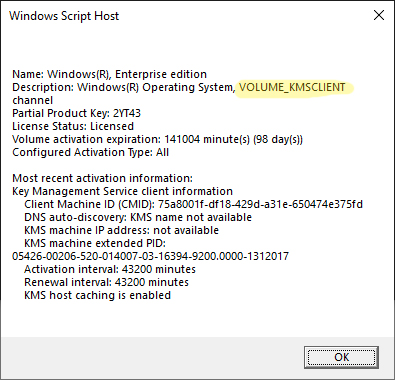 Windows Script Host
Name: Windows(R), Enterprise edition
Description: Windows(R) Operating System, VOLUME_KMSCLIENT
channel
Partial Product Key: 2YT43
License Status: Licensed
Volume activation expiration: 141004 minute(s) (98 day(s))
Configured Activation Type: All
Most recent activation information:
Key Management Service client information
Client Machine ID (CMID): 75a8001f-df18-429d-a31e-650474e375fd
DNS auto-discovery: KMS name not available
KMS machine IP address: not available
KMS machine extended PID:
05426-00206-520-014007-03-16394-9200.0000-1312017
Activation interval: 43200 minutes
Renewal interval: 43200 minutes
KMS host caching is enabled
OK